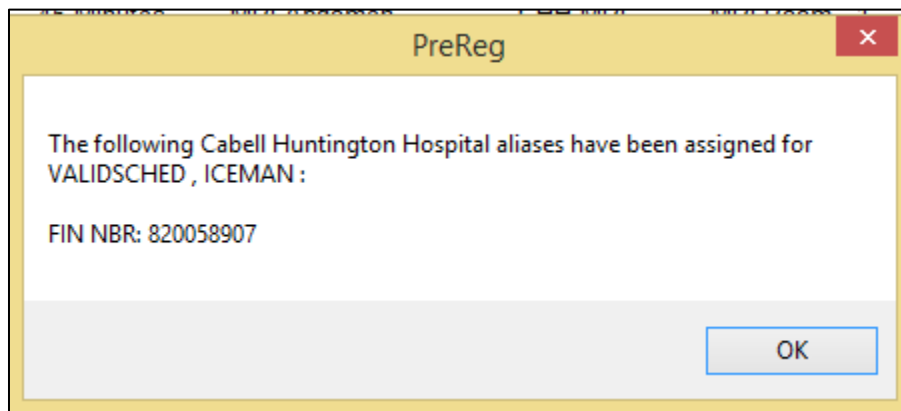 PreReg
The following Cabell Huntington Hospital aliases have been assigned for
VALIDSCHED , ICEMAN :
FIN NBR: 820058907
OK